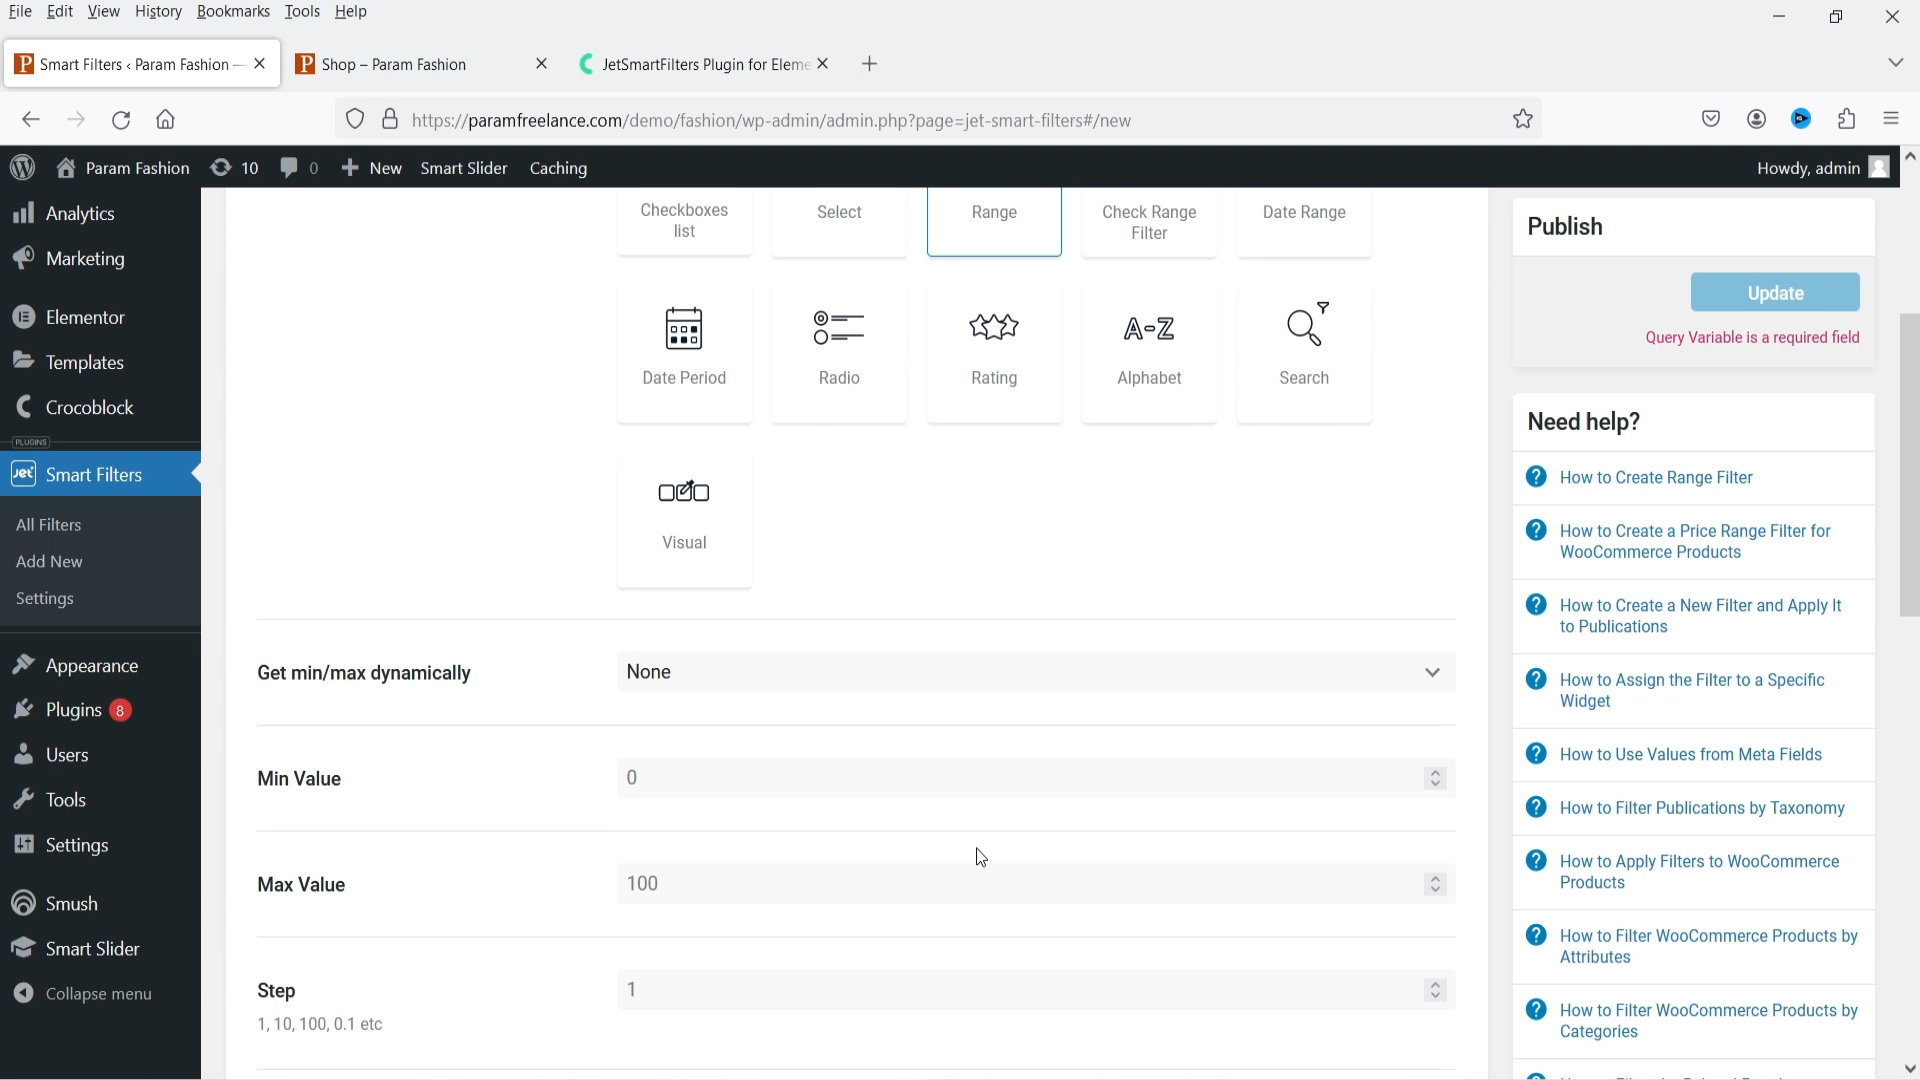 File Edit View History Bookmarks Tools Help
Smart Filters ‹ Param Fashion —
Shop – Param Fashion
JetSmartFilters Plugin for Eleme
https://paramfreelance.com/demo/fashion/wp-admin/admin.php?page=jet-smart-filters#/new
Param Fashion 10 0 New Smart Slider Caching
Howdy, admin
Analytics
Marketing
Elementor
Templates
Crocoblock
PLUGINS
Jet Smart Filters
All Filters
Add New
Settings
Appearance
Plugins 8
Users
Tools
Settings
Smush
Smart Slider
Collapse menu
Checkboxes
list
Select
Range
Check Range
Filter
Date Range
Date Period
Radio
Rating
A-Z
Alphabet
Search
Visual
Get min/max dynamically
None
Min Value
0
Max Value
100
Step
1
1, 10, 100, 0.1 etc
Publish
Update
Query Variable is a required field
Need help?
How to Create Range Filter
How to Create a Price Range Filter for
WooCommerce Products
How to Create a New Filter and Apply It
to Publications
How to Assign the Filter to a Specific
Widget
How to Use Values from Meta Fields
How to Filter Publications by Taxonomy
How to Apply Filters to WooCommerce
Products
How to Filter WooCommerce Products by
Attributes
How to Filter WooCommerce Products by
Categories